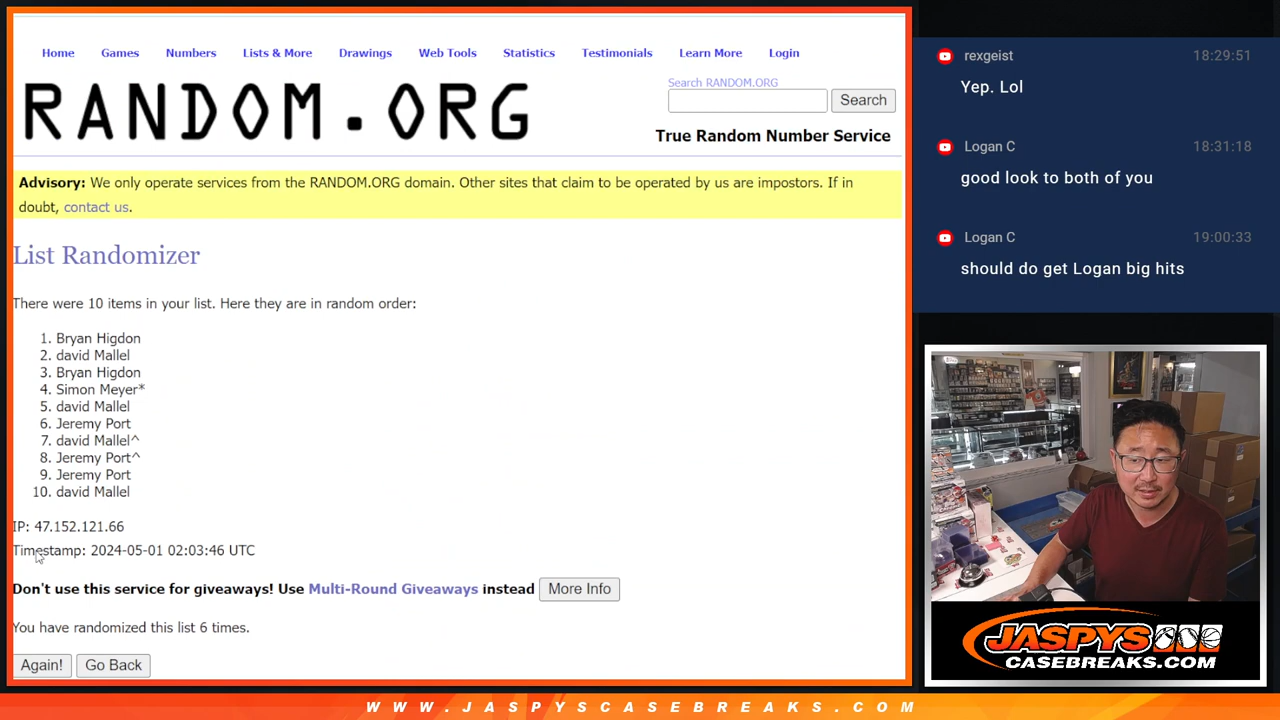 Home Games Numbers Lists & More Drawings Web Tools Statistics Testimonials Learn More Login
RANDOM.ORG
Search RANDOM.ORG
Search
True Random Number Service
Advisory: We only operate services from the RANDOM.ORG domain. Other sites that claim to be operated by us are impostors. If in
doubt, contact us.
List Randomizer
There were 10 items in your list. Here they are in random order:
1. Bryan Higdon
2. david Mallel
3. Bryan Higdon
4. Simon Meyer*
5. david Mallel
6. Jeremy Port
7. david Mallel^
8. Jeremy Port^
9. Jeremy Port
10. david Mallel
IP: 47.152.121.66
Timestamp: 2024-05-01 02:03:46 UTC
Don't use this service for giveaways! Use Multi-Round Giveaways instead More Info
You have randomized this list 6 times.
Again! Go Back
rexgeist 18:29:51
Yep. Lol
Logan C 18:31:18
good look to both of you
Logan C 19:00:33
should do get Logan big hits
JASPYS
CASEBREAKS.COM
WWW.JASPYSCASEBREAKS.COM